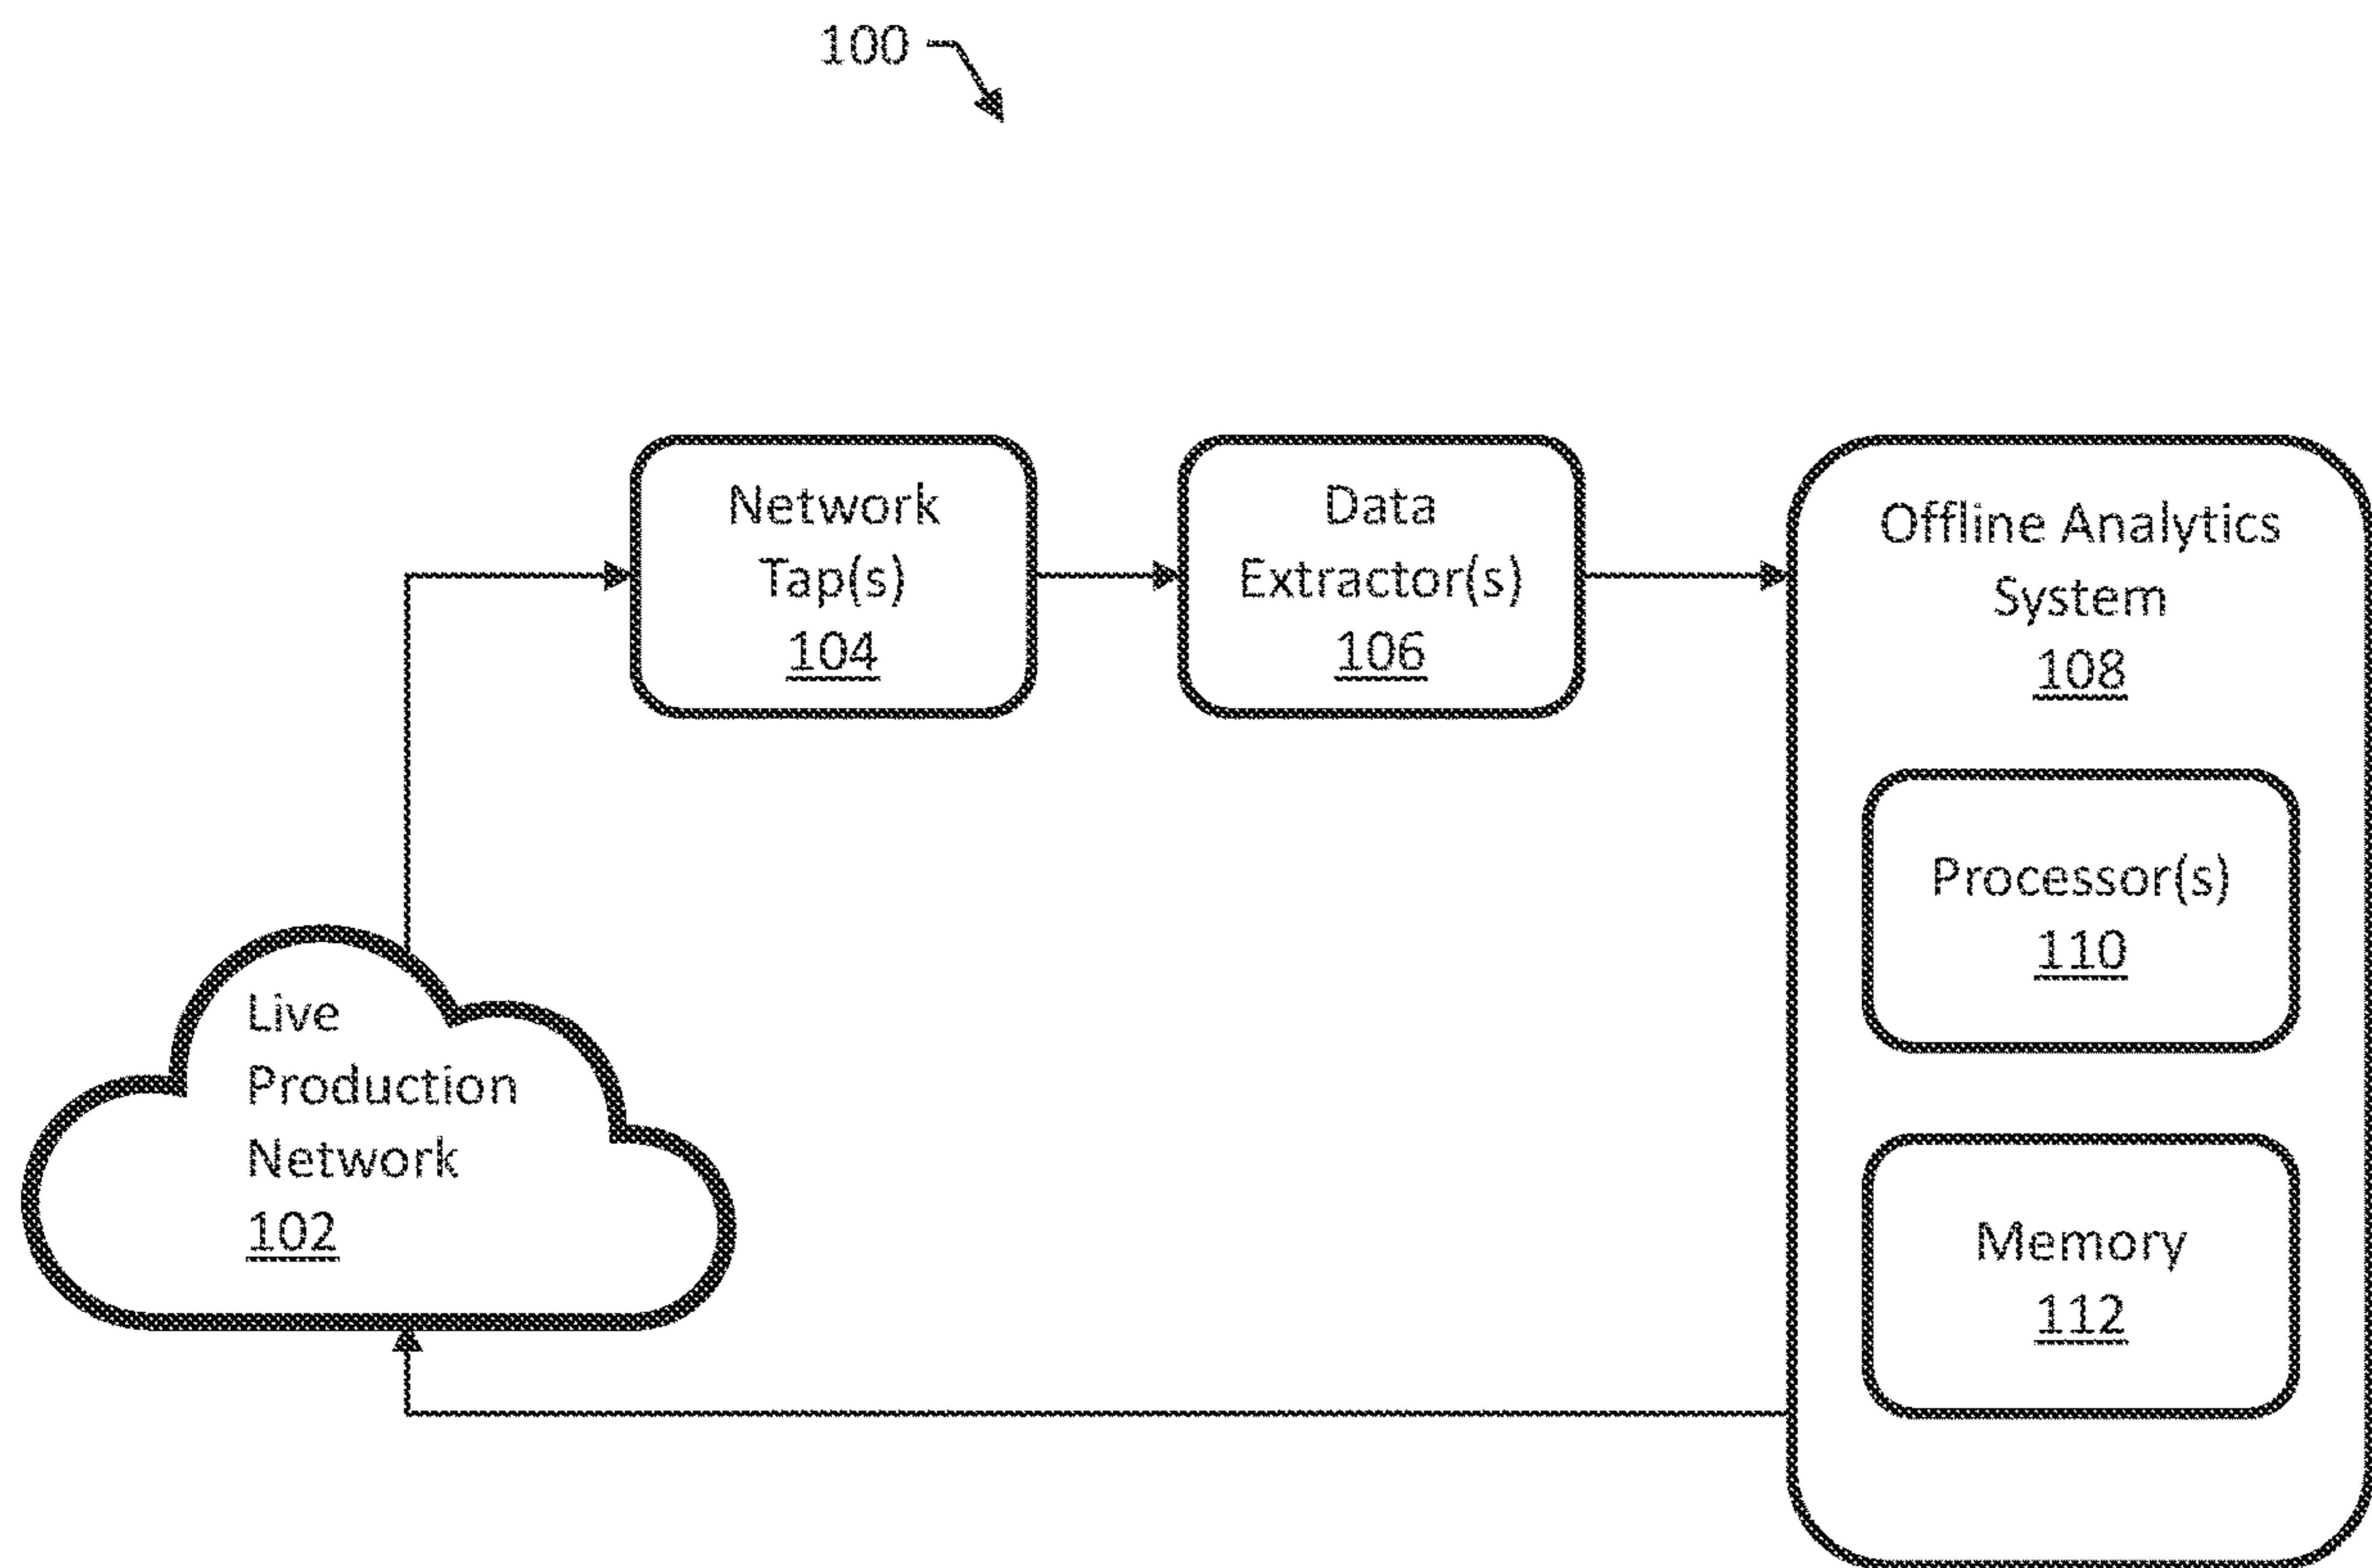 100
Network
Tap(s)
104
Data
Extractor(s)
106
Offline Analytics
System
108
Processor(s)
110
Memory
112
Live
Production
Network
102